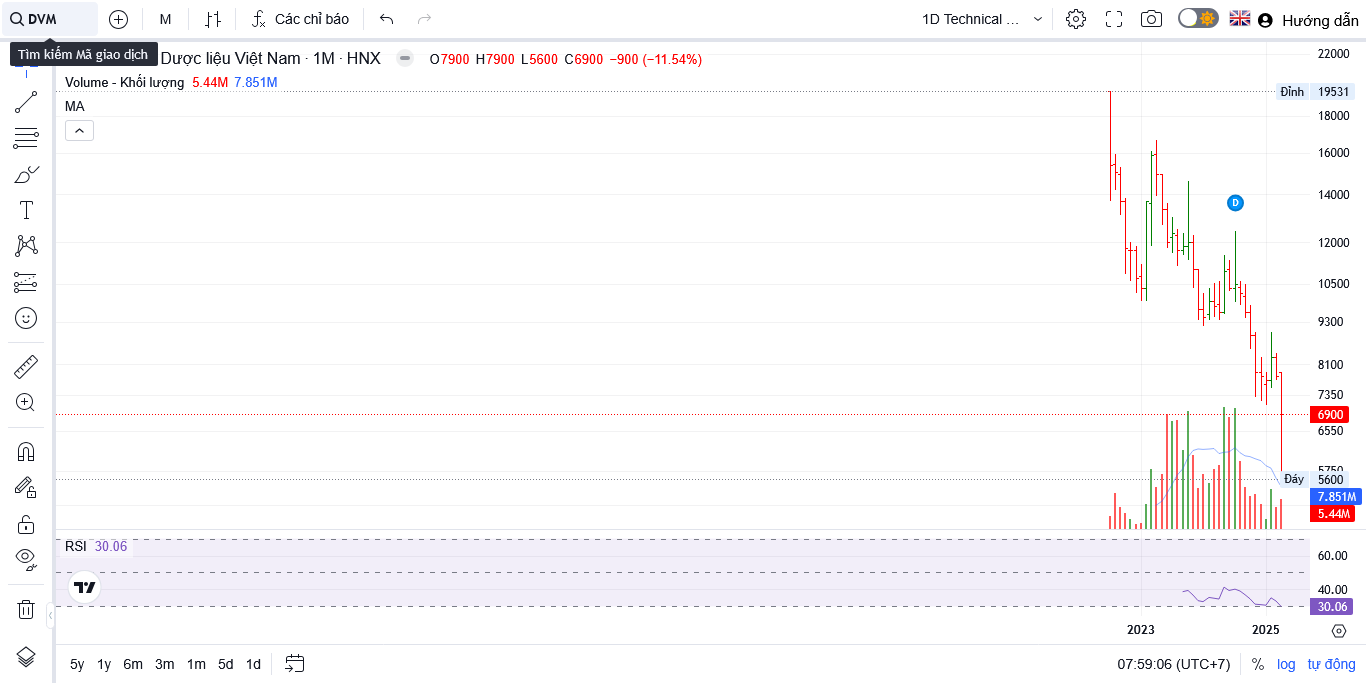 DVM
M
Các chỉ báo
1D Technical ...
Hướng dẫn
Tìm kiếm Mã giao dịch
Dược liệu Việt Nam · 1M · HNX
O7900 H7900 L5600 C6900 −900 (−11.54%)
Volume - Khối lượng 5.44M 7.851M
MA
22000
Đỉnh 19531
18000
16000
14000
D
12000
10500
9300
8100
7350
6900
6550
5750
Đáy 5600
7.851M
5.44M
RSI 30.06
60.00
40.00
30.06
2023 2025
5y 1y 6m 3m 1m 5d 1d
07:59:06 (UTC+7) % log tự động